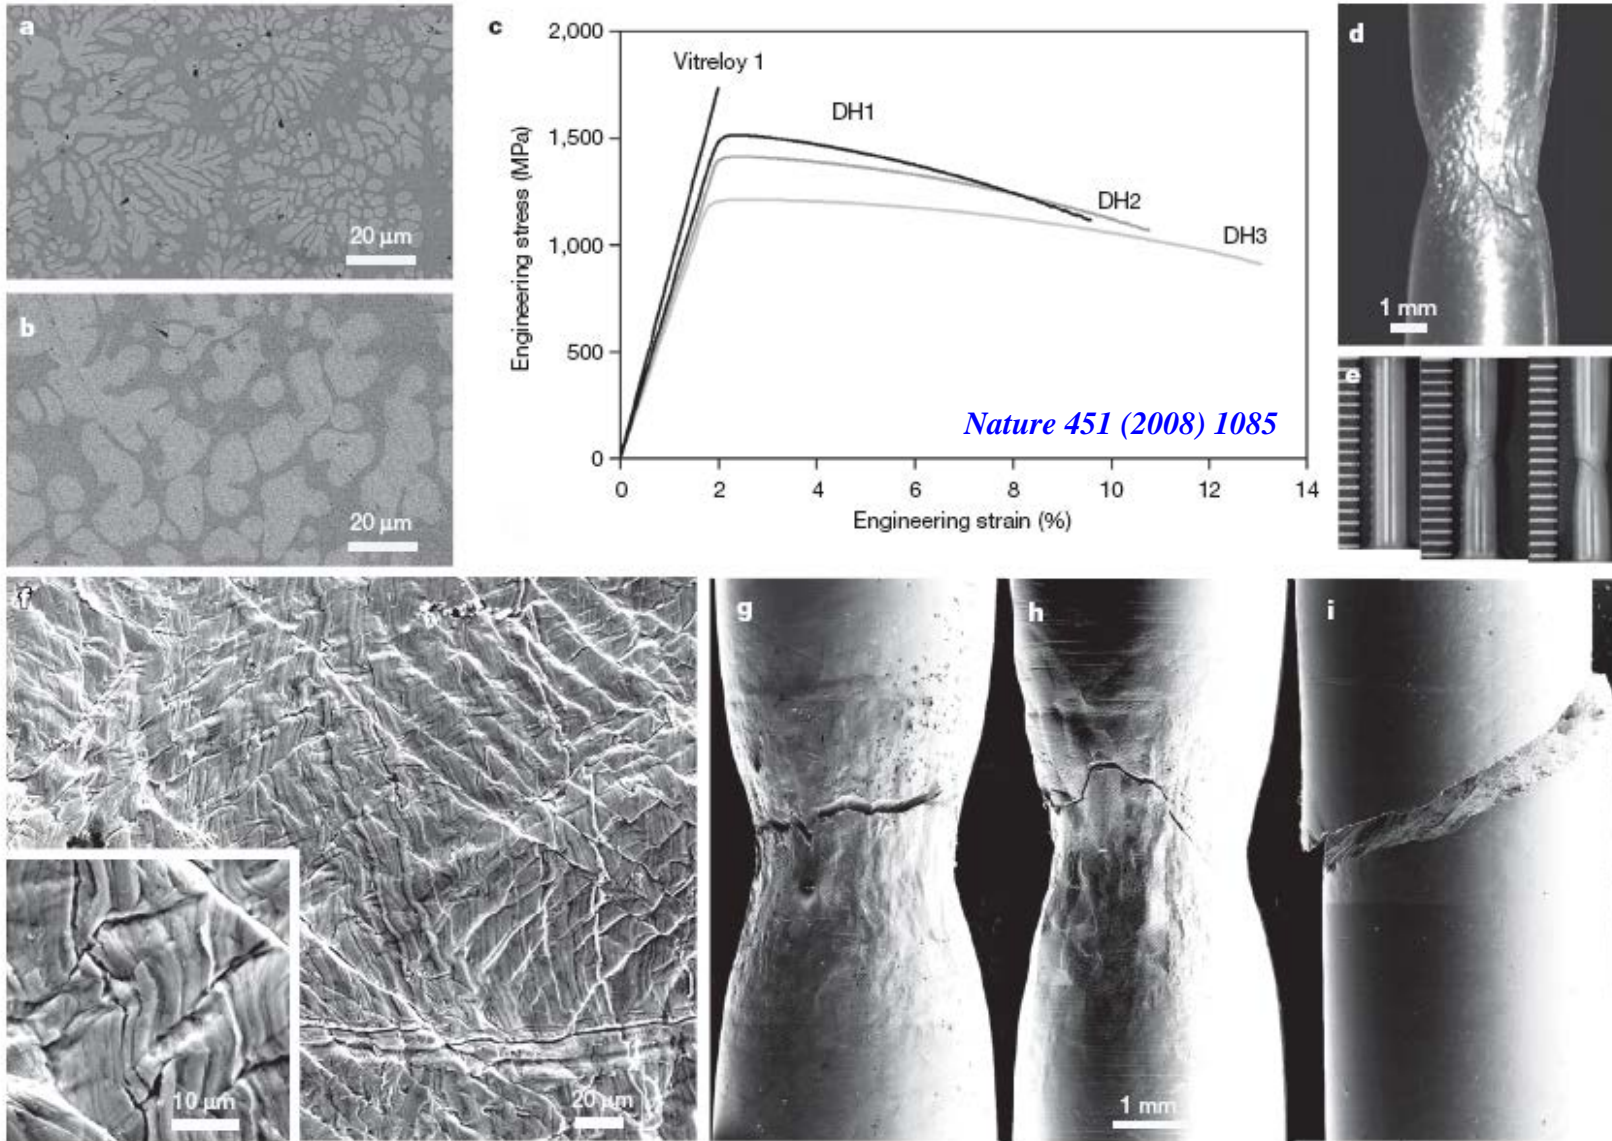 a
20 μm
b
20 μm
c
2,000
1,500
1,000
500
0
Engineering stress (MPa)
Vitreloy 1
DH1
DH2
DH3
Nature 451 (2008) 1085
0 2 4 6 8 10 12 14
Engineering strain (%)
d
1 mm
e
f
10 μm
20 μm
g
h
1 mm
i